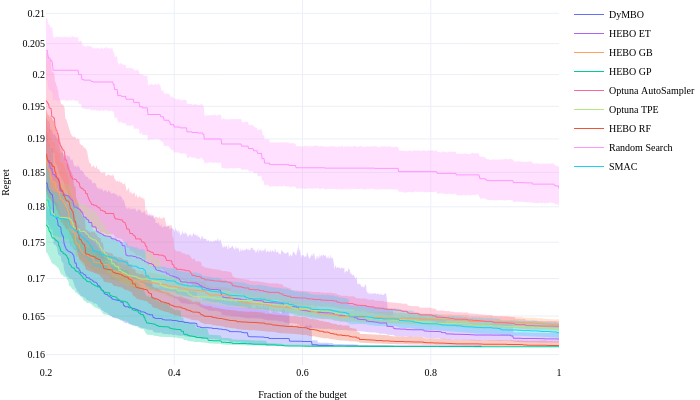 0.21
0.205
0.2
0.195
0.19
0.185
0.18
0.175
0.17
0.165
0.16
Regret
0.2 0.4 0.6 0.8 1
Fraction of the budget
DyMBO
HEBO ET
HEBO GB
HEBO GP
Optuna AutoSampler
Optuna TPE
HEBO RF
Random Search
SMAC